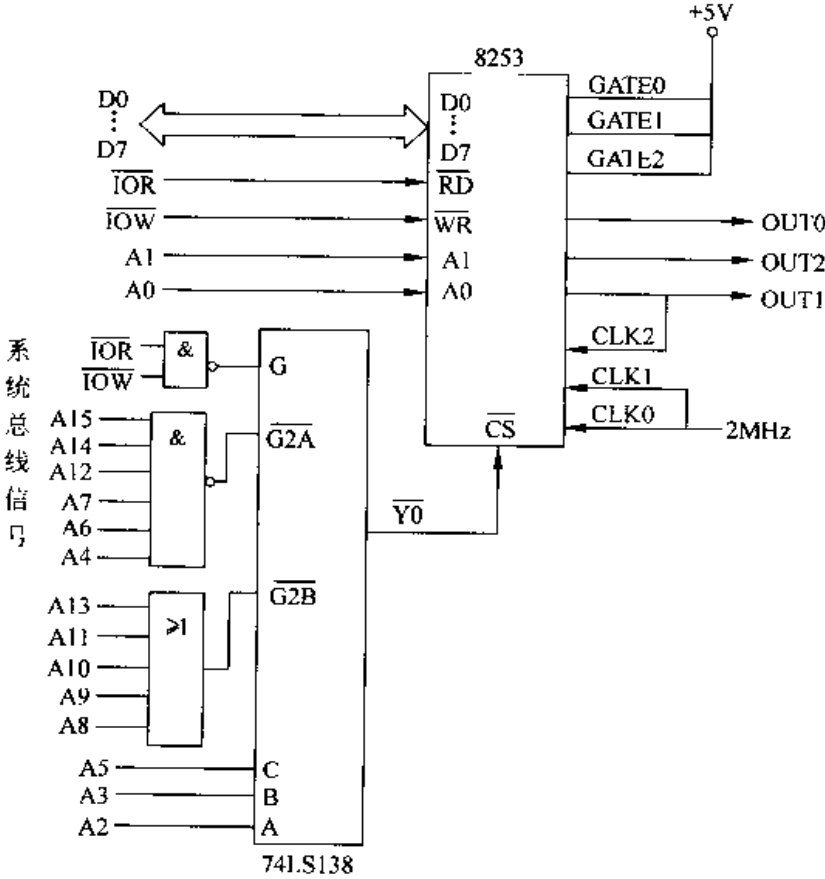 +5V
8253
D0
⋮
D7
IOR
IOW
A1
A0
D0
⋮
D7
RD
WR
A1
A0
GATE0
GATE1
GATE2
OUT0
OUT2
OUT1
CLK2
CLK1
CLK0
2MHz
CS
系统总线信号
IOR
IOW
&
G
A15
A14
A12
A7
A6
A4
&
G2A
Y0
A13
A11
A10
A9
A8
≥1
G2B
A5
A3
A2
C
B
A
74LS138